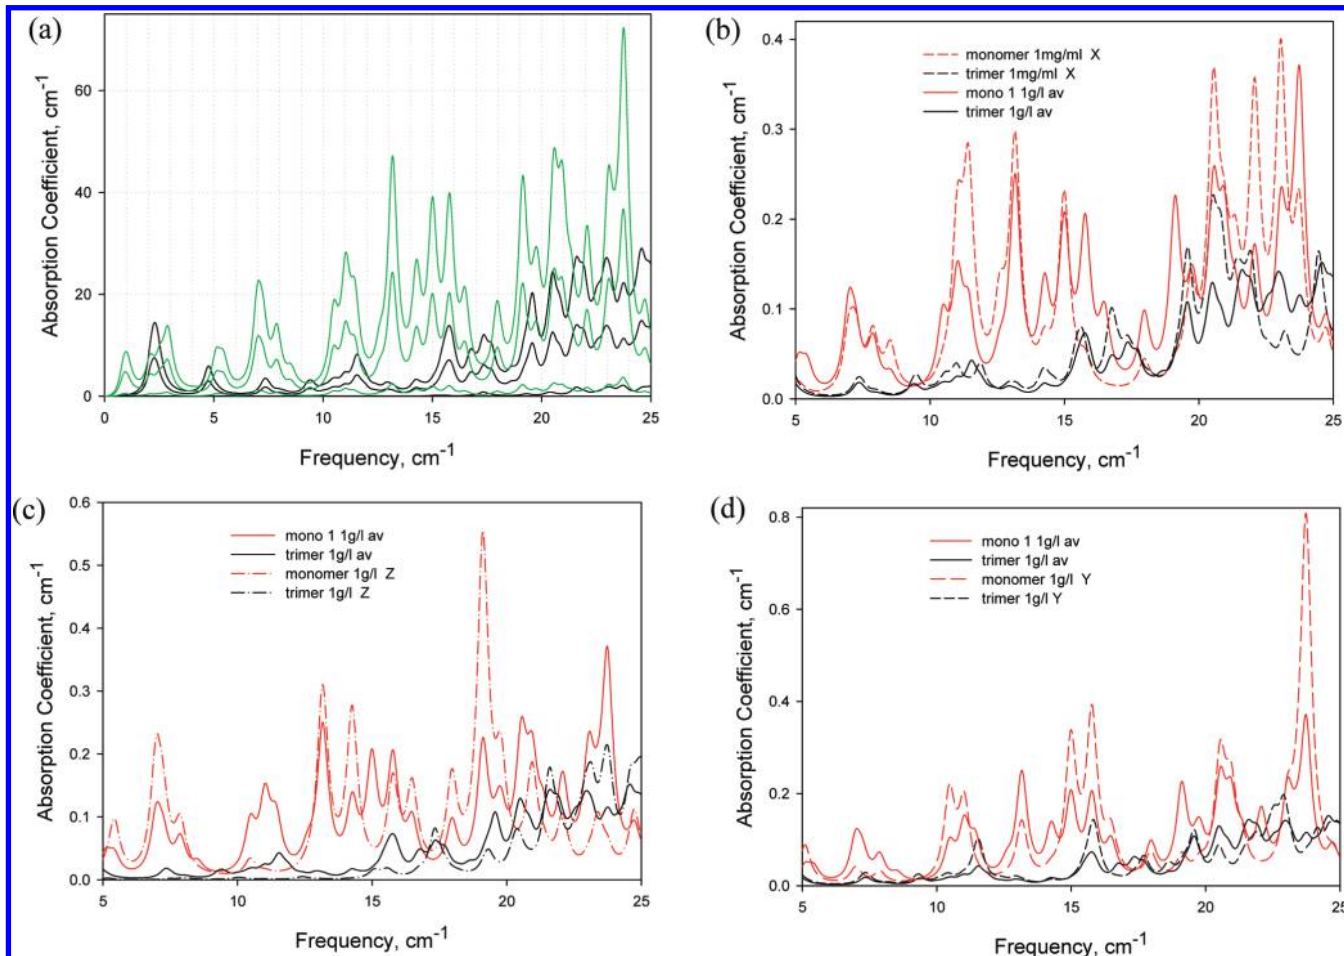 (a)
Absorption Coefficient, cm-1
60
40
20
0
0 5 10 15 20 25
Frequency, cm-1
(b)
Absorption Coefficient, cm-1
0.4
0.3
0.2
0.1
0.0
monomer 1mg/ml X
trimer 1mg/ml X
mono 1 1g/l av
trimer 1g/l av
5 10 15 20 25
Frequency, cm-1
(c)
Absorption Coefficient, cm-1
0.6
0.5
0.4
0.3
0.2
0.1
0.0
mono 1 1g/l av
trimer 1g/l av
monomer 1g/l Z
trimer 1g/l Z
5 10 15 20 25
Frequency, cm-1
(d)
Absorption Coefficient, cm-1
0.8
0.6
0.4
0.2
0.0
mono 1 1g/l av
trimer 1g/l av
monomer 1g/l Y
trimer 1g/l Y
5 10 15 20 25
Frequency, cm-1